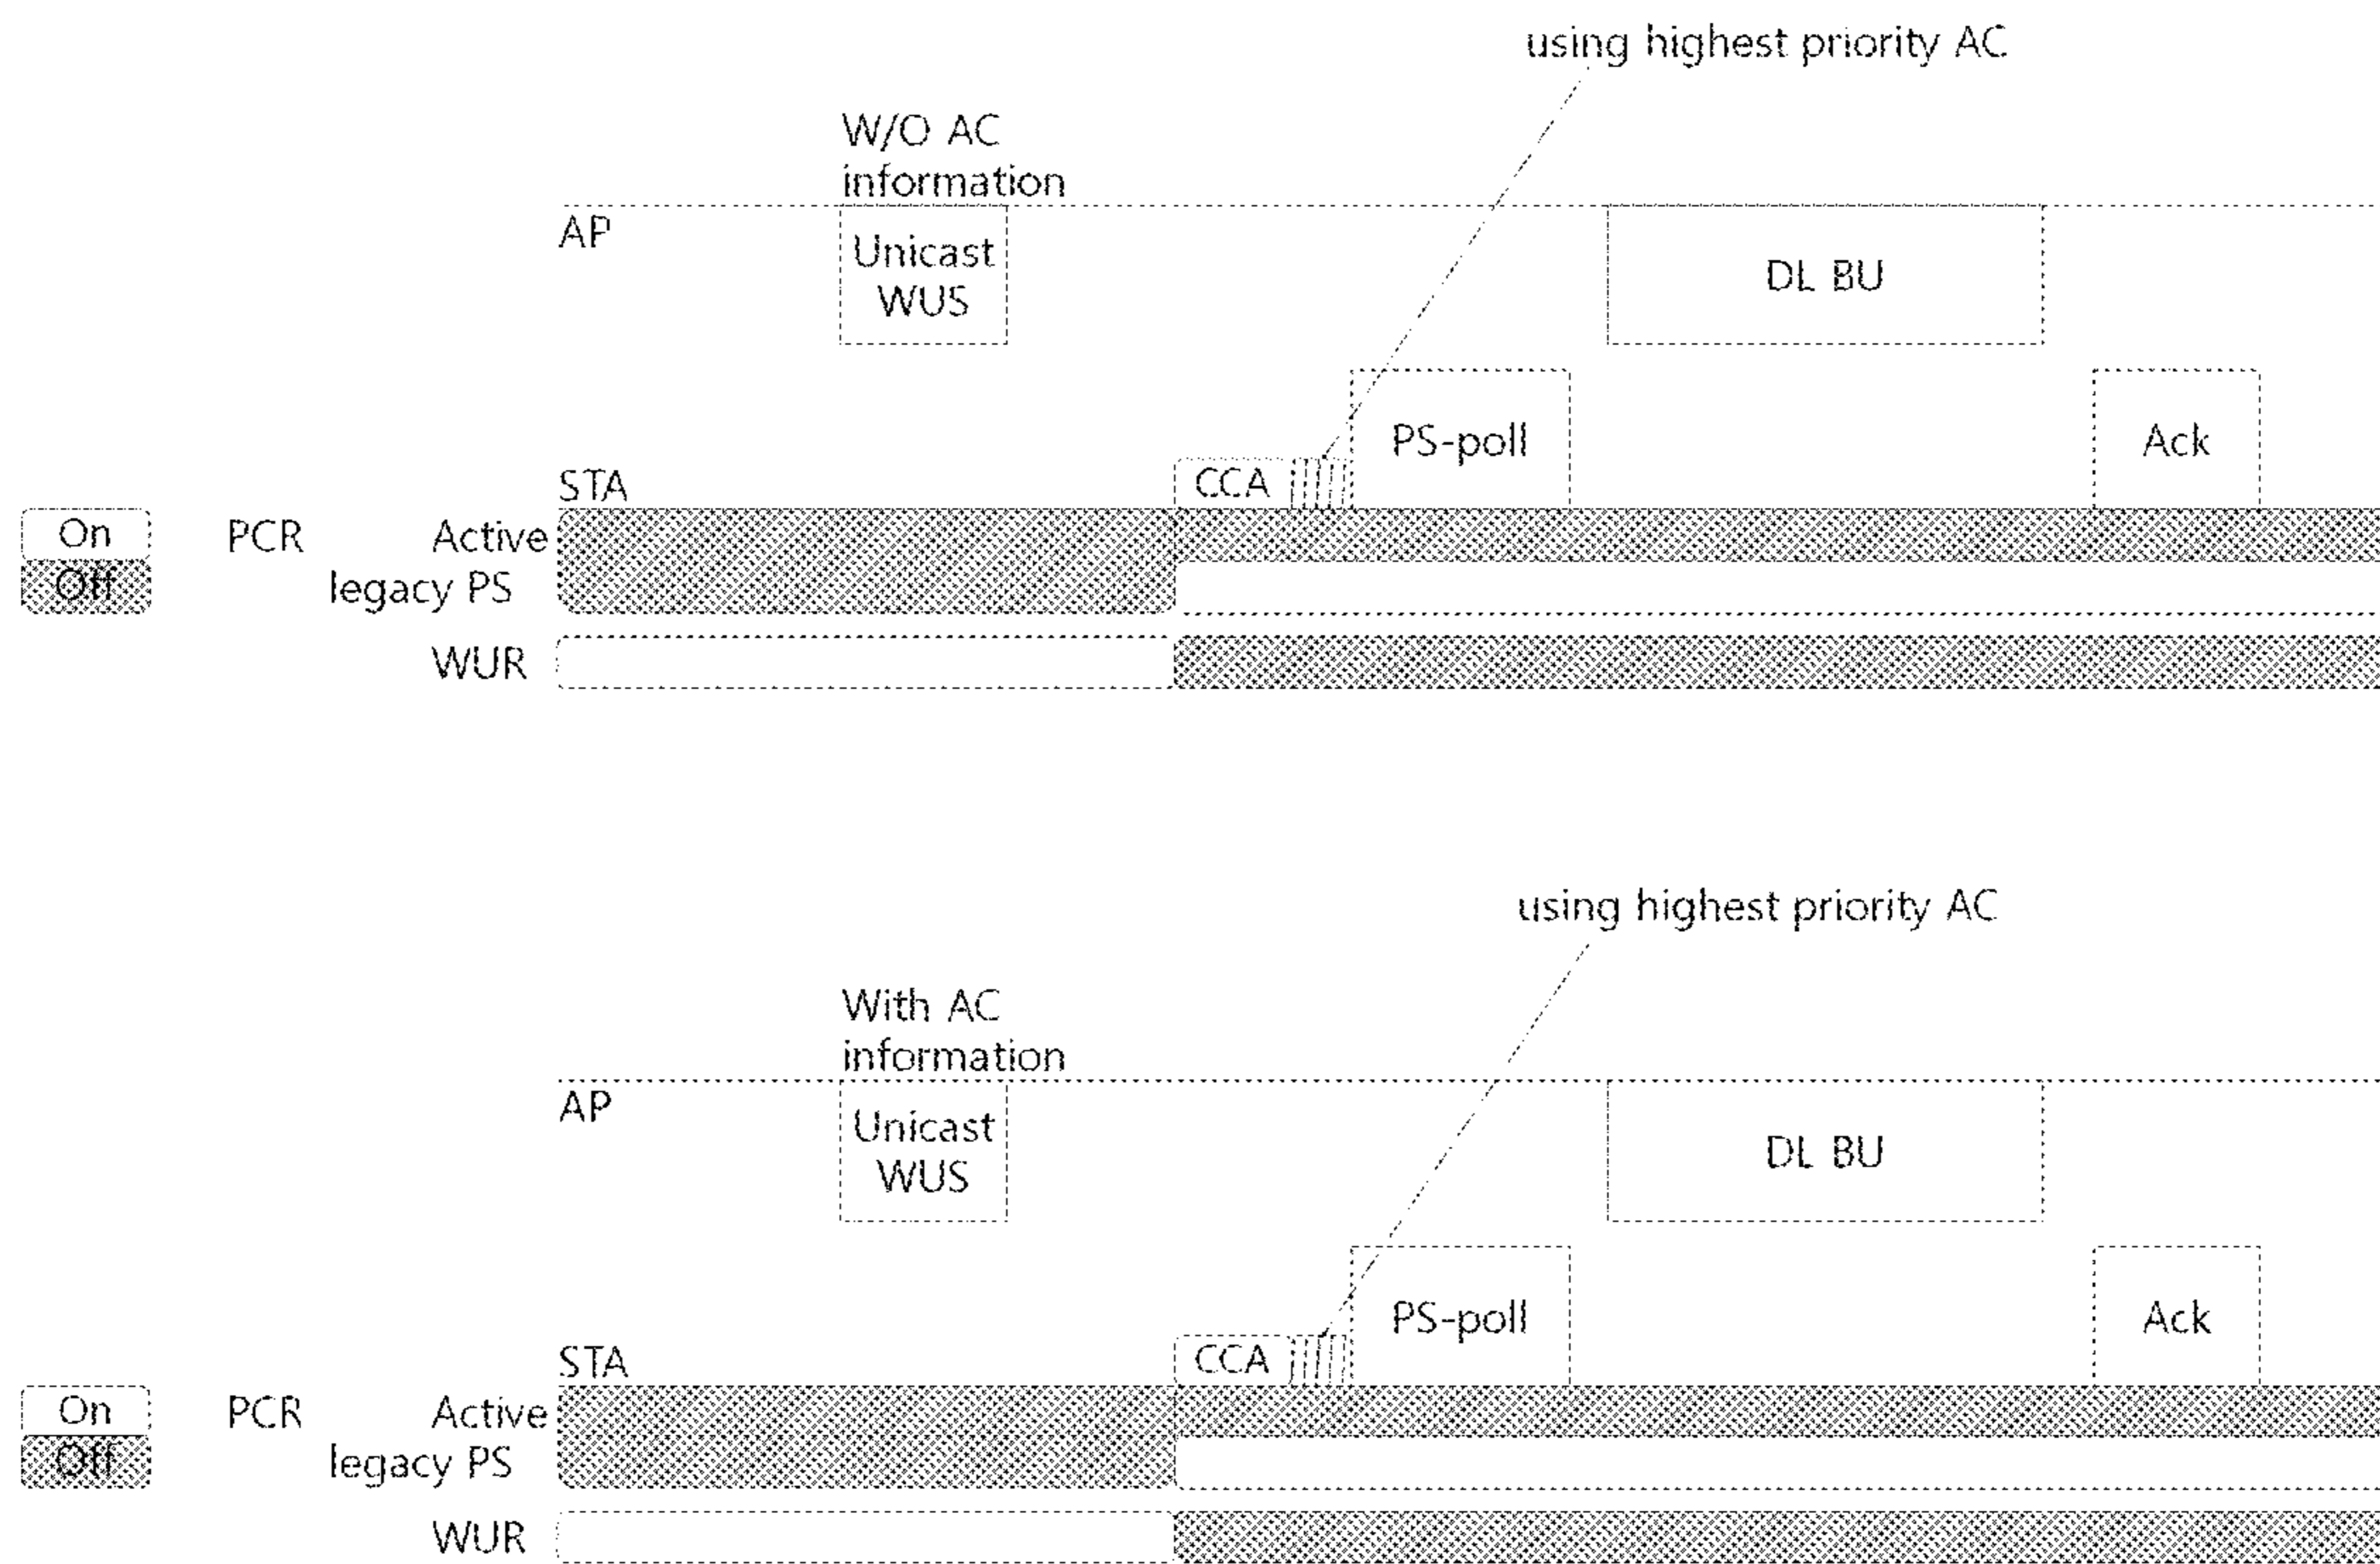 using highest priority AC
W/O AC
information
AP
Unicast
WUS
DL BU
PS-poll
Ack
STA
CCA
On
PCR
Active
Off
legacy PS
WUR
using highest priority AC
With AC
information
AP
Unicast
WUS
DL BU
PS-poll
Ack
STA
CCA
On
PCR
Active
Off
legacy PS
WUR